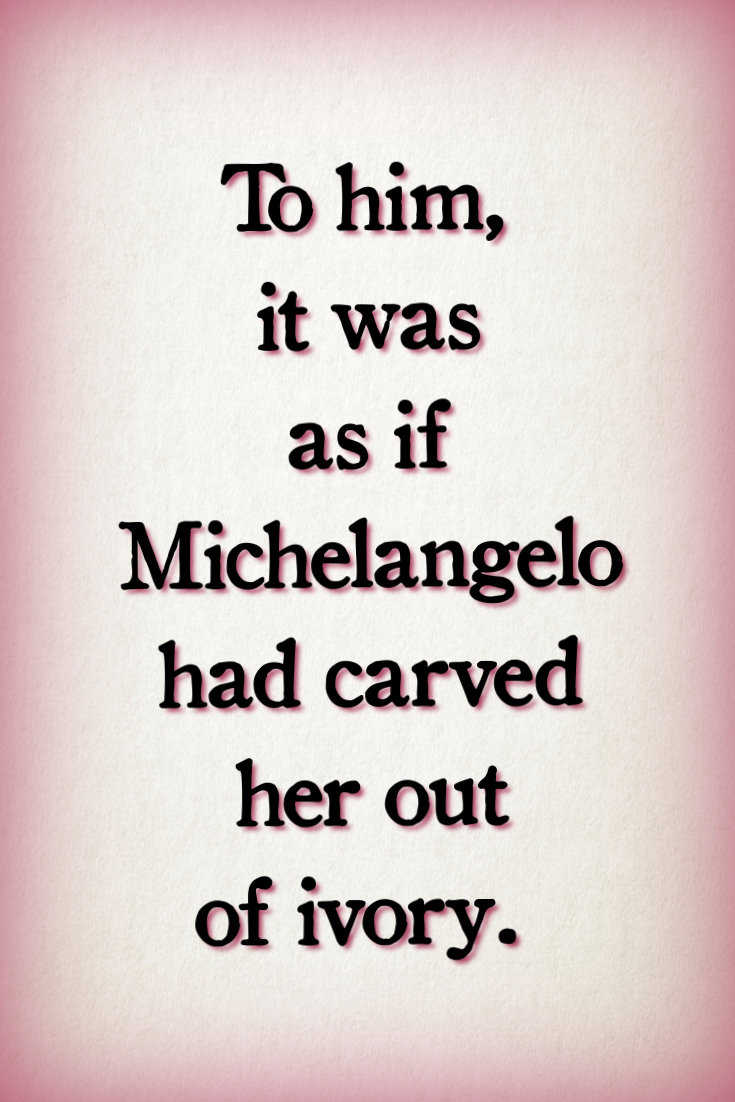 To him,
it was
as if
Michelangelo
had carved
her out
of ivory.